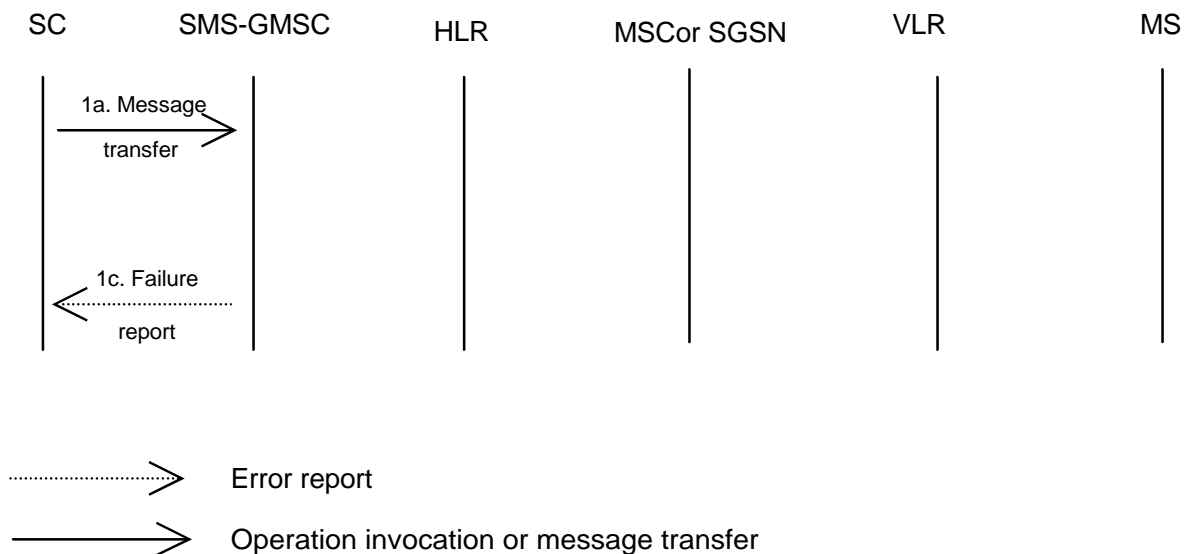 SC SMS-GMSC HLR MSCor SGSN VLR MS
1a. Message
transfer
1c. Failure
report
Error report
Operation invocation or message transfer